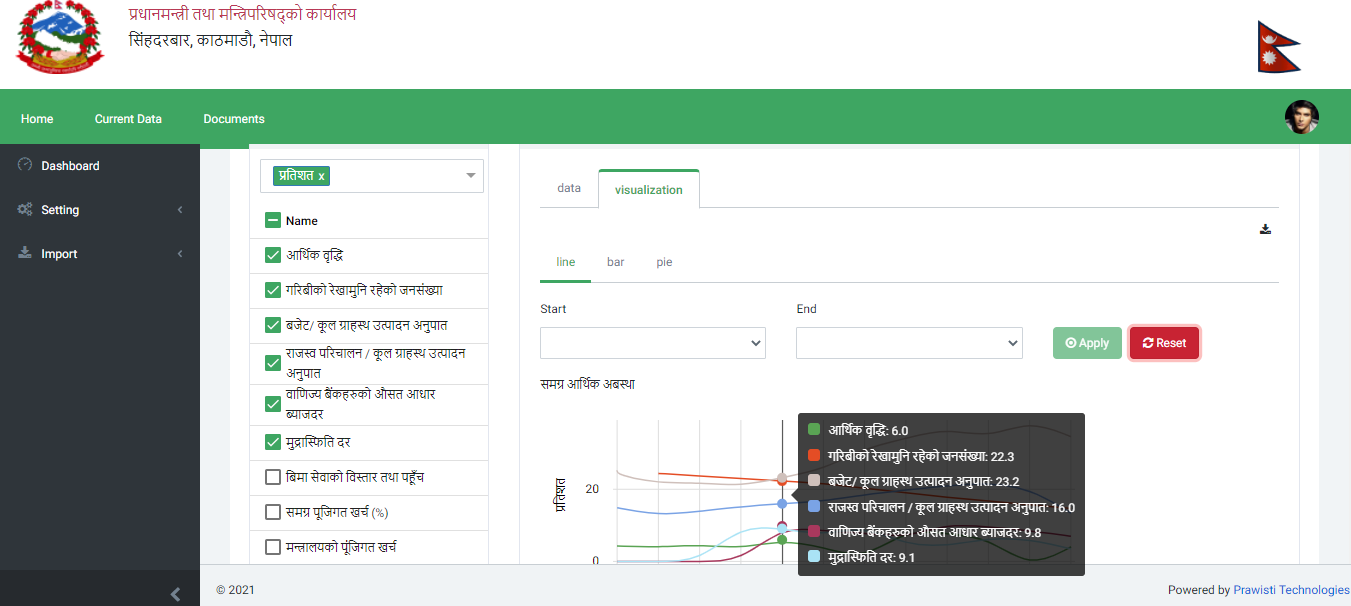 प्रधानमन्त्री तथा मन्त्रिपरिषद्को कार्यालय
सिंहदरबार, काठमाडौ, नेपाल
Home
Current Data
Documents
Dashboard
Setting
Import
प्रतिशत x
Name
आर्थिक वृद्धि
गरिबीको रेखामुनि रहेको जनसंख्या
बजेट/ कूल ग्राहस्थ उत्पादन अनुपात
राजस्व परिचालन / कूल ग्राहस्थ उत्पादन
अनुपात
वाणिज्य बैंकहरुको औसत आधार
ब्याजदर
मुद्रास्फिति दर
बिमा सेवाको विस्तार तथा पहूँच
समग्र पूजिगत खर्च (%)
मन्त्रालयको पूंजिगत खर्च
data
visualization
line
bar
pie
Start
End
Apply
Reset
समग्र आर्थिक अबस्था
प्रतिशत
20
0
आर्थिक वृद्धि: 6.0
गरिबीको रेखामुनि रहेको जनसंख्या: 22.3
बजेट/ कूल ग्राहस्थ उत्पादन अनुपात: 23.2
राजस्व परिचालन / कूल ग्राहस्थ उत्पादन अनुपात: 16.0
वाणिज्य बैंकहरुको औसत आधार ब्याजदर: 9.8
मुद्रास्फिति दर: 9.1
© 2021
Powered by Prawisti Technologies